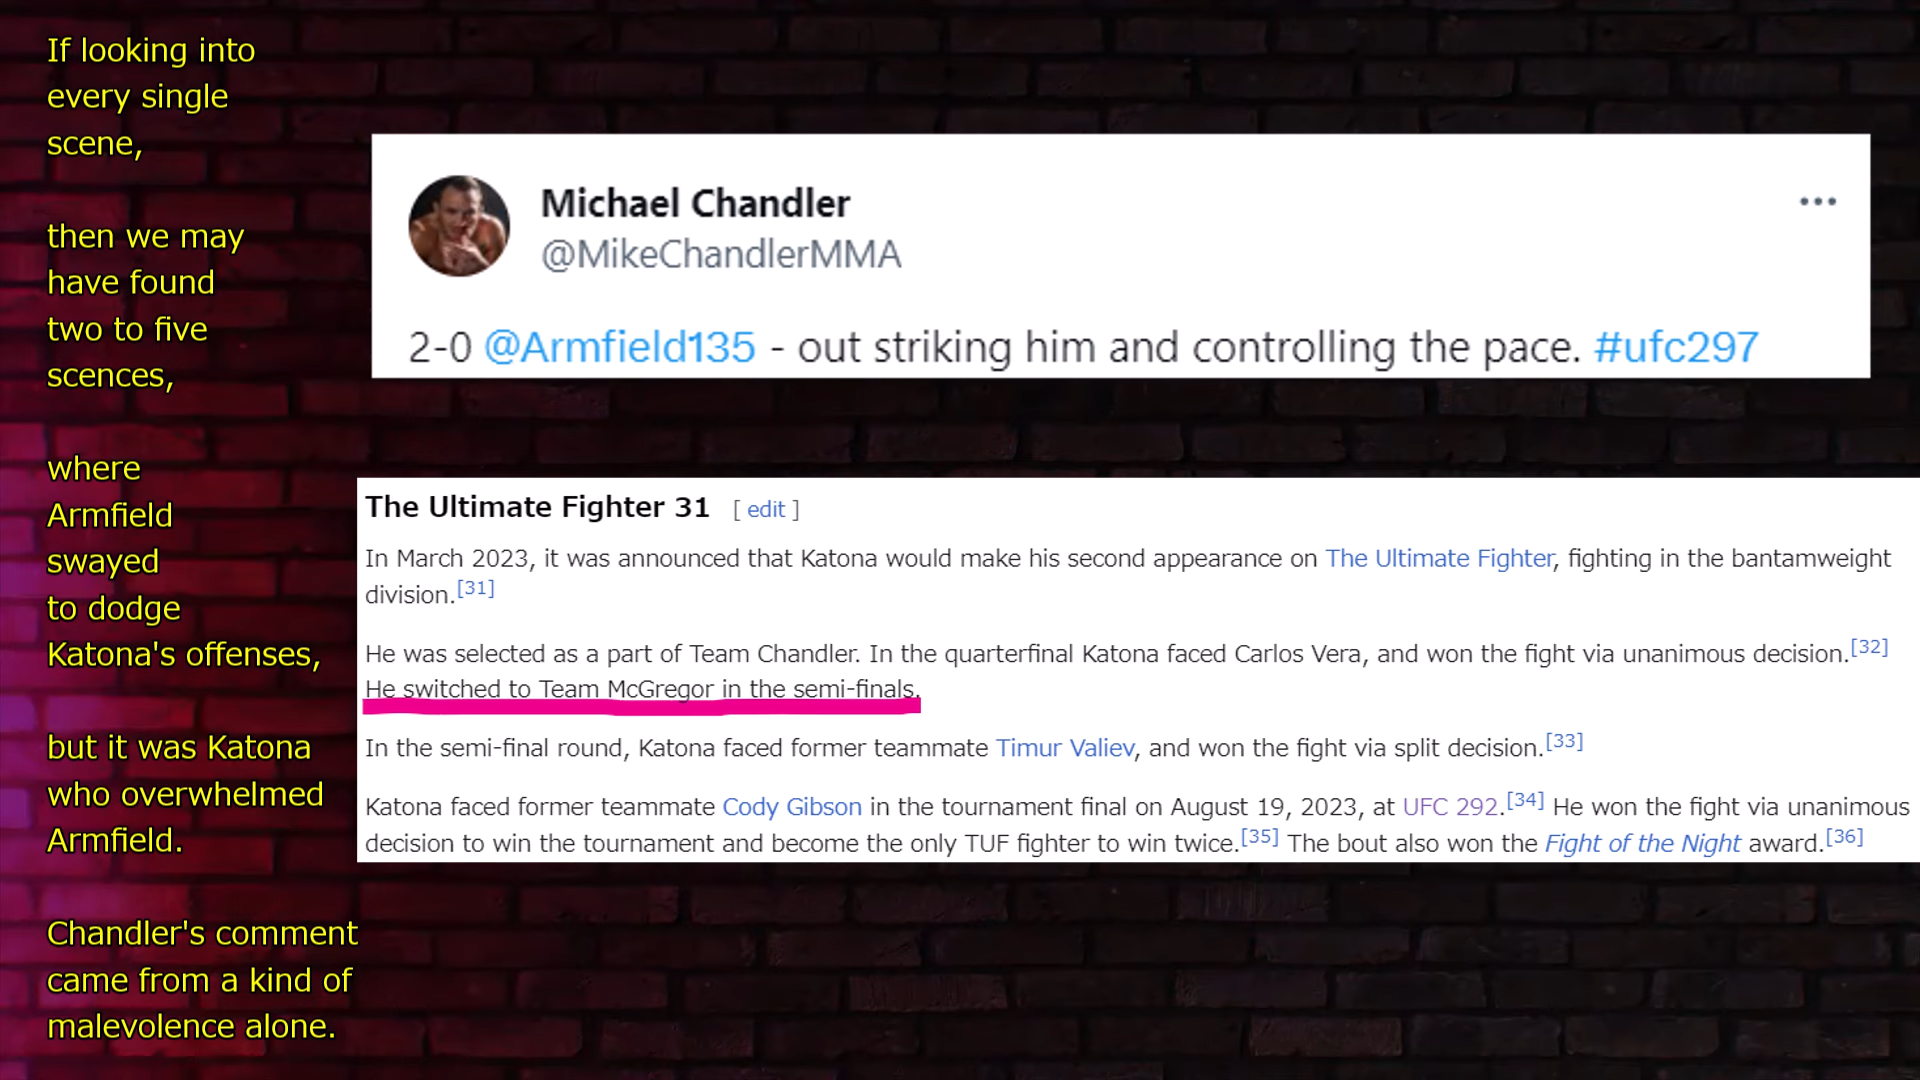 If looking into
every single
scene,
then we may
have found
two to five
scences,
where
Armfield
swayed
to dodge
Katona's offenses,
but it was Katona
who overwhelmed
Armfield.
Chandler's comment
came from a kind of
malevolence alone.
Michael Chandler
@MikeChandlerMMA
2-0 @Armfield135 - out striking him and controlling the pace. #ufc297
The Ultimate Fighter 31 [ edit ]
In March 2023, it was announced that Katona would make his second appearance on The Ultimate Fighter, fighting in the bantamweight
division.[31]
He was selected as a part of Team Chandler. In the quarterfinal Katona faced Carlos Vera, and won the fight via unanimous decision.[32]
He switched to Team McGregor in the semi-finals.
In the semi-final round, Katona faced former teammate Timur Valiev, and won the fight via split decision.[33]
Katona faced former teammate Cody Gibson in the tournament final on August 19, 2023, at UFC 292.[34] He won the fight via unanimous
decision to win the tournament and become the only TUF fighter to win twice.[35] The bout also won the Fight of the Night award.[36]